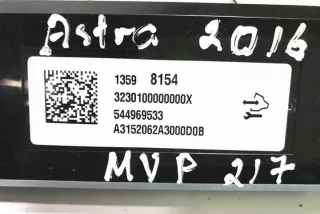 Astra 2016
1359 8154
3230100000000X
544969533
A3152062A3000D0B
MVP 217